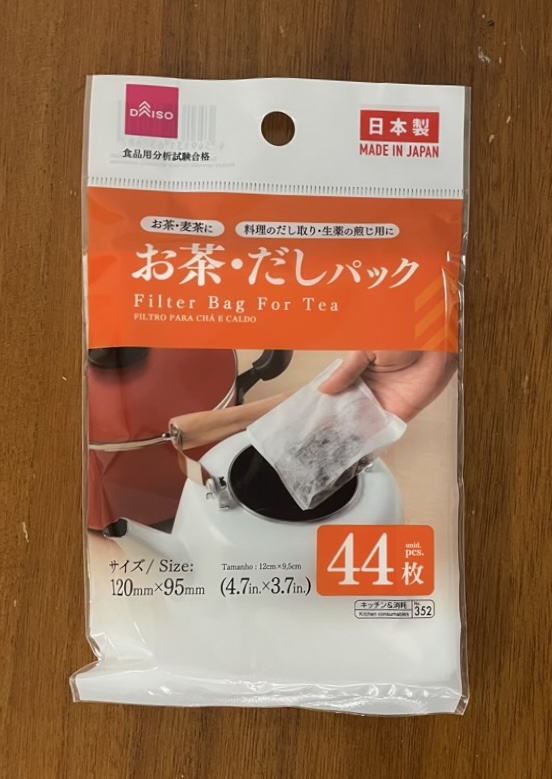 DAISO
食品用分析試験合格
日本製
MADE IN JAPAN
お茶・麦茶に
料理のだし取り・生薬の煎じ用に
お茶・だしパック
Filter Bag For Tea
FILTRO PARA CHÁ E CALDO
サイズ/ Size:
120mm×95mm
Tamanho : 12cm×9,5cm
(4.7in.×3.7in.)
44
unid.
pcs.
枚
キッチン&消耗
Kitchen consumables
No.
352